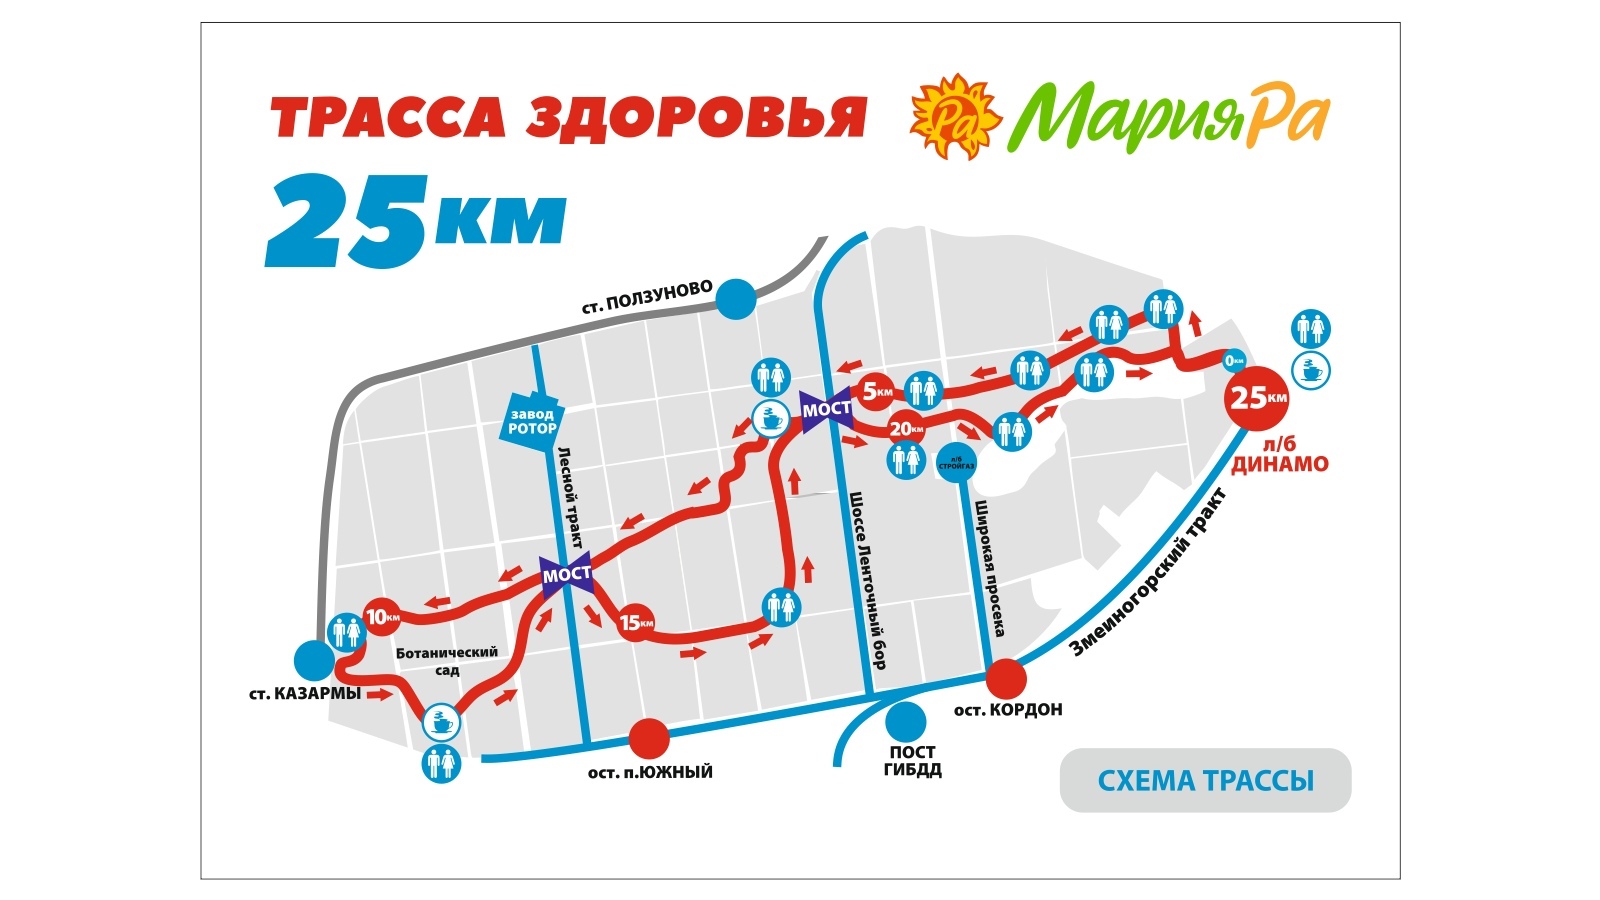 ТРАССА ЗДОРОВЬЯ
Ра
МарияРа
25КМ
ст. ПОЛЗУНОВО
0КМ
25КМ
л/б
ДИНАМО
5КМ
МОСТ
завод
РОТОР
20КМ
л/б
СТРОЙГАЗ
Лесной тракт
Шоссе Ленточный бор
Широкая просека
Змеиногорский тракт
МОСТ
10КМ
15КМ
Ботанический
сад
ст. КАЗАРМЫ
ост. КОРДОН
ПОСТ
ГИБДД
ост. п.ЮЖНЫЙ
СХЕМА ТРАССЫ